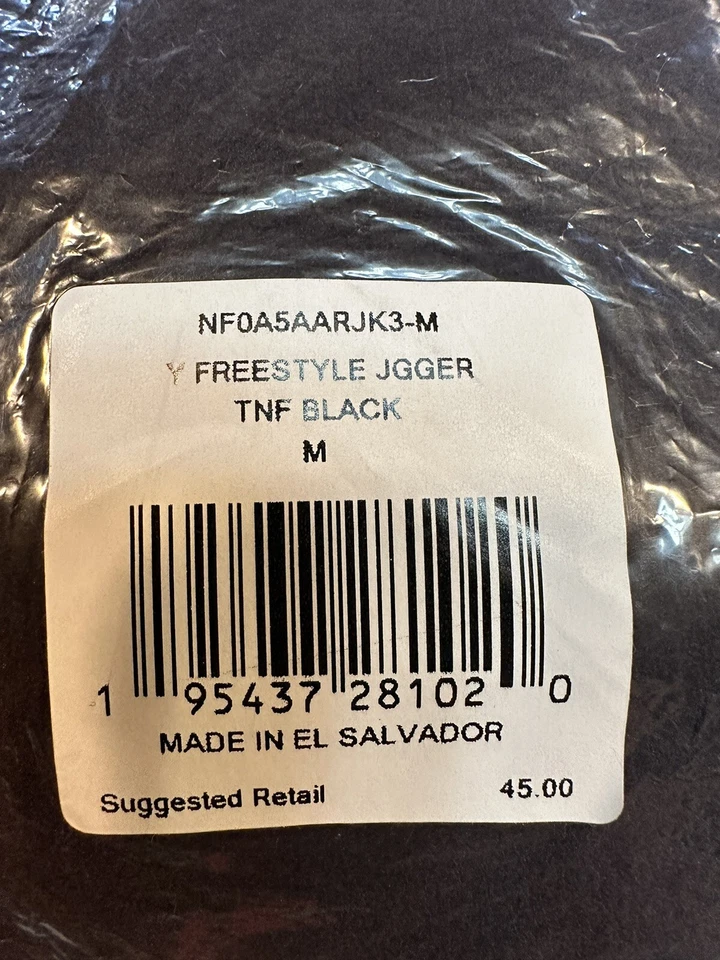 NF0A5AARJK3-M
Y FREESTYLE JGGER
TNF BLACK
M
1 95437 28102 0
MADE IN EL SALVADOR
Suggested Retail 45.00